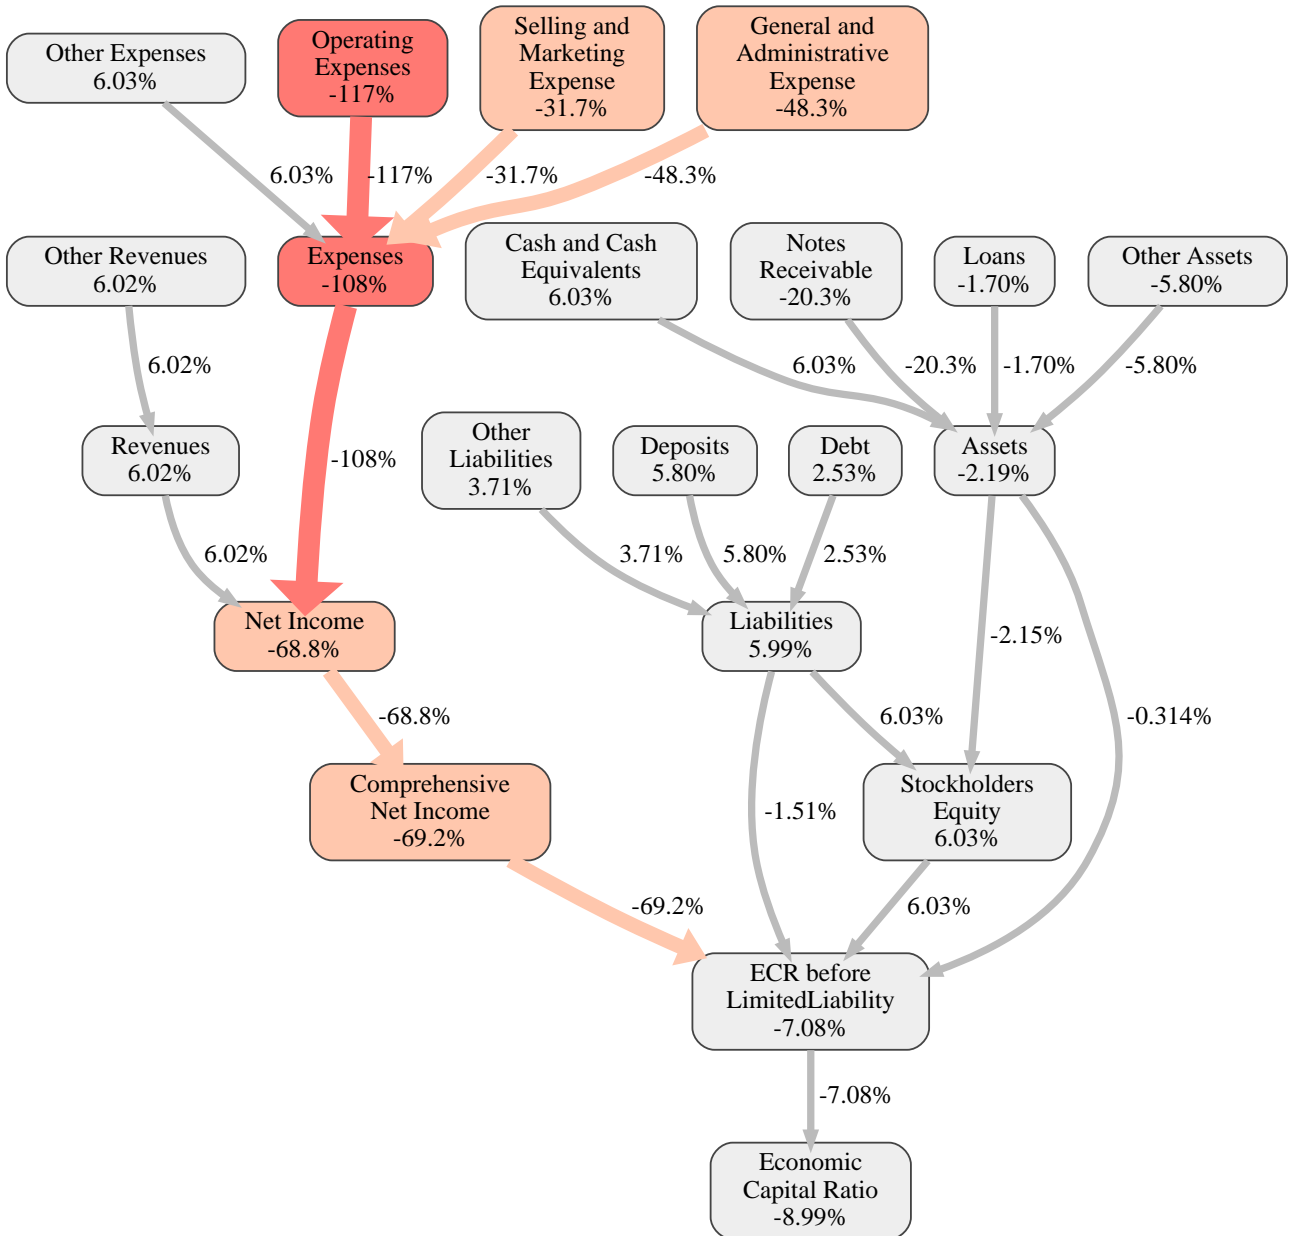 Other Expenses
6.03%
Operating
Expenses
-117%
Selling and
Marketing
Expense
-31.7%
General and
Administrative
Expense
-48.3%
6.03%
-117%
-31.7%
-48.3%
Other Revenues
6.02%
Expenses
-108%
Cash and Cash
Equivalents
6.03%
Notes
Receivable
-20.3%
Loans
-1.70%
Other Assets
-5.80%
6.02%
6.03%
-20.3%
-1.70%
-5.80%
Revenues
6.02%
-108%
Other
Liabilities
3.71%
Deposits
5.80%
Debt
2.53%
Assets
-2.19%
6.02%
3.71%
5.80%
2.53%
Net Income
-68.8%
Liabilities
5.99%
-2.15%
-68.8%
6.03%
-0.314%
Comprehensive
Net Income
-69.2%
-1.51%
Stockholders
Equity
6.03%
-69.2%
6.03%
ECR before
LimitedLiability
-7.08%
-7.08%
Economic
Capital Ratio
-8.99%